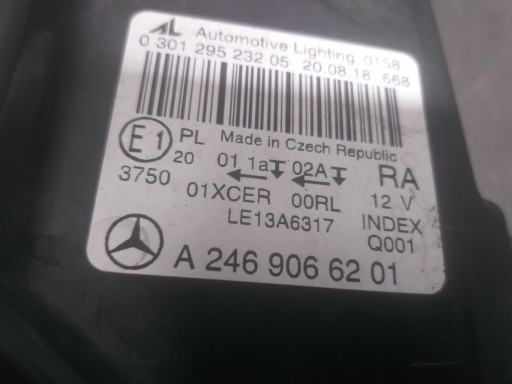 AL Automotive Lighting 0158
0 301 295 232 05 20.08.18 668
E1 PL Made in Czech Republic
20 01 1a 02A RA
3750 01XCER 00RL 12 V
LE13A6317 INDEX
Q001
A 246 906 62 01